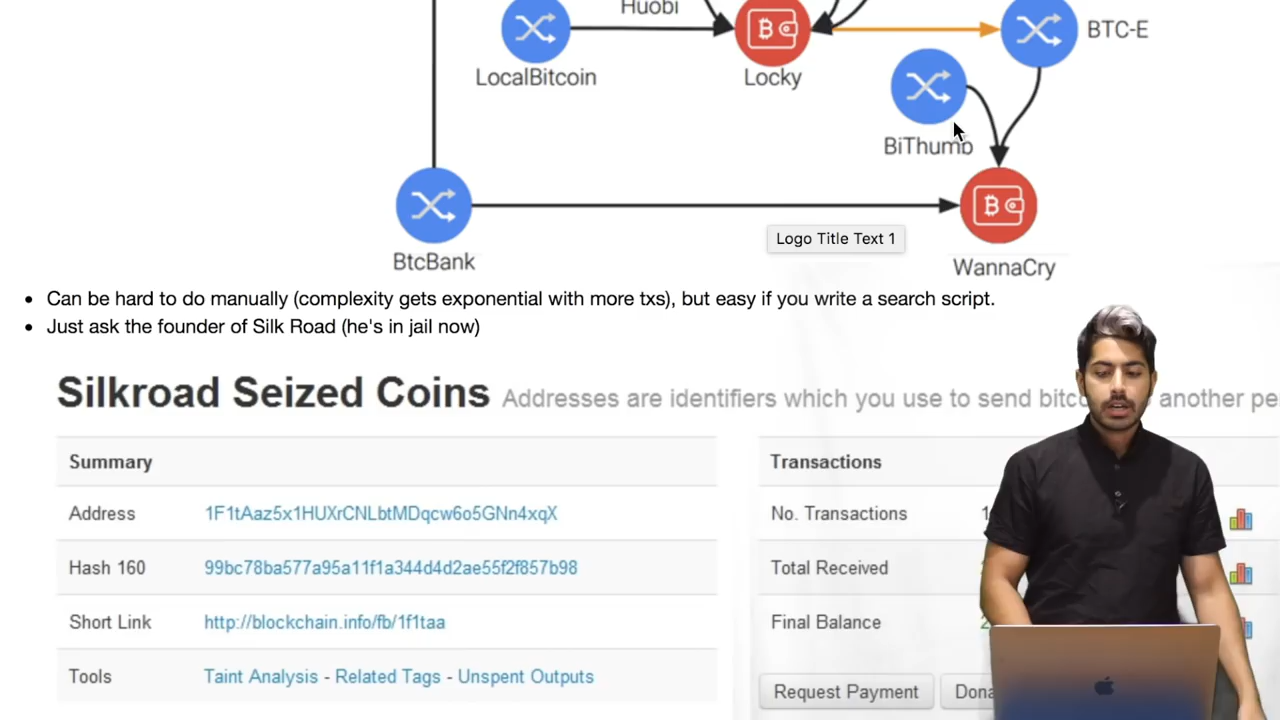 Huobi
BTC-E
LocalBitcoin
Locky
BiThumb
Logo Title Text 1
BtcBank
WannaCry
Can be hard to do manually (complexity gets exponential with more txs), but easy if you write a search script.
Just ask the founder of Silk Road (he's in jail now)
Silkroad Seized Coins Addresses are identifiers which you use to send another
Summary
Transactions
Address 1F1tAaz5x1HUXrCNLbtMDqcw6o5GNn4xqX
No. Transactions
Hash 160 99bc78ba577a95a11f1a344d4d2ae55f2f857b98
Total Received
Short Link http://blockchain.info/fb/1f1taa
Final Balance
Tools Taint Analysis - Related Tags - Unspent Outputs
Request Payment